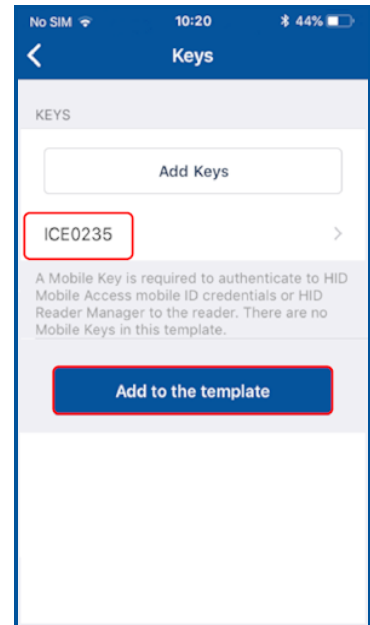 No SIM 10:20 44%
Keys
KEYS
Add Keys
ICE0235
A Mobile Key is required to authenticate to HID
Mobile Access mobile ID credentials or HID
Reader Manager to the reader. There are no
Mobile Keys in this template.
Add to the template